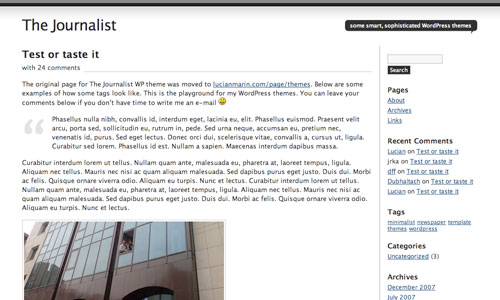 The Journalist
some smart, sophisticated WordPress themes
Test or taste it
with 24 comments
The original page for The Journalist WP theme was moved to lucianmarin.com/page/themes. Below are some
examples of how some tags look like. This is the playground for my WordPress themes. You can leave your
comments below if you don't have time to write me an e-mail
“
Phasellus nulla nibh, convallis id, interdum eget, lacinia eu, elit. Phasellus euismod. Praesent velit
arcu, porta sed, sollicitudin eu, rutrum in, pede. Sed urna neque, accumsan eu, pretium nec,
venenatis id, purus. Sed eget lectus. Donec orci dui, scelerisque vitae, convallis a, cursus ut, ligula.
Curabitur sed lorem. Phasellus id est. Nullam a sapien. Maecenas interdum dapibus massa.
Curabitur interdum lorem ut tellus. Nullam quam ante, malesuada eu, pharetra at, laoreet tempus, ligula.
Aliquam nec tellus. Mauris nec nisi ac quam aliquam malesuada. Sed dapibus purus eget justo. Duis dui. Morbi
ac felis. Quisque ornare viverra odio. Aliquam eu turpis. Nunc et lectus. Curabitur interdum lorem ut tellus.
Nullam quam ante, malesuada eu, pharetra at, laoreet tempus, ligula. Aliquam nec tellus. Mauris nec nisi ac
quam aliquam malesuada. Sed dapibus purus eget justo. Duis dui. Morbi ac felis. Quisque ornare viverra odio.
Aliquam eu turpis. Nunc et lectus.
Search
Pages
About
Archives
Links
Recent Comments
Lucian on Test or taste it
jrka on Test or taste it
dff on Test or taste it
Dubhaltach on Test or taste it
Lucian on Test or taste it
Tags
minimalist newspaper template
themes wordpress
Categories
Uncategorized (3)
Archives
December 2007
July 2007